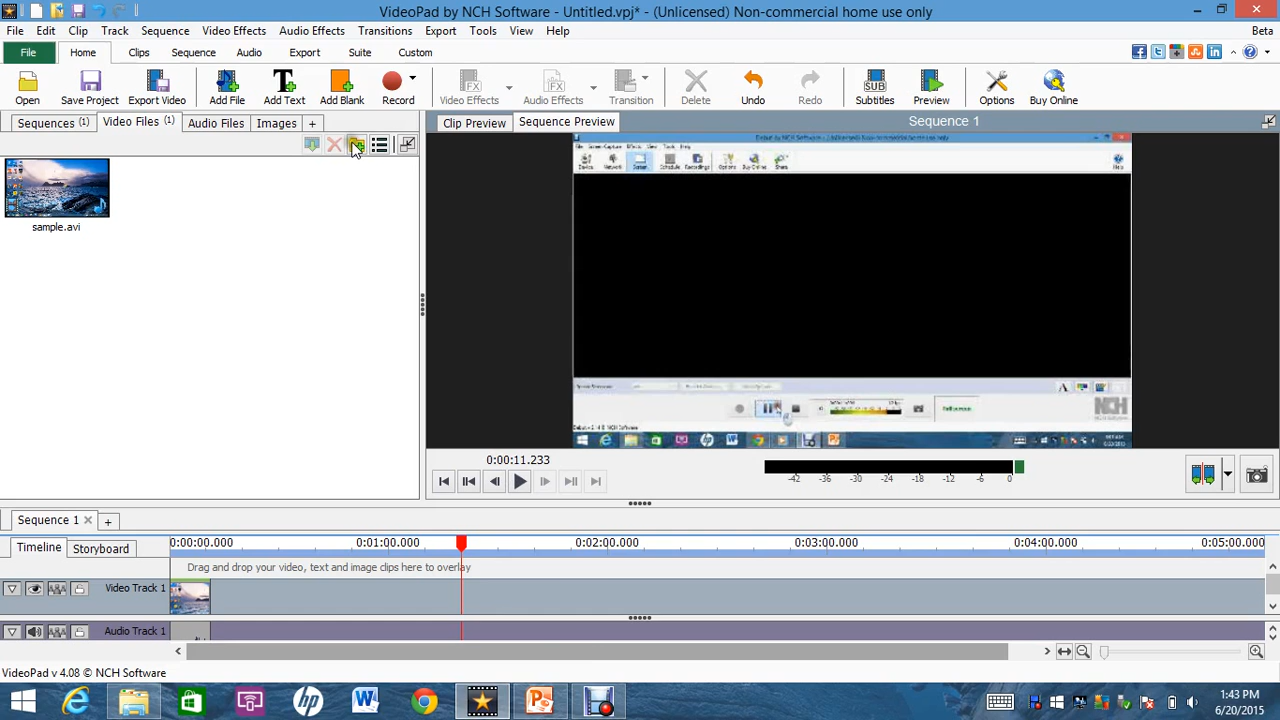 VideoPad by NCH Software - Untitled.vpj* - (Unlicensed) Non-commercial home use only
File Edit Clip Track Sequence Video Effects Audio Effects Transitions Export Tools View Help Beta
File Home Clips Sequence Audio Export Suite Custom
Open Save Project Export Video Add File Add Text Add Blank Record Video Effects Audio Effects Transition Delete Undo Redo Subtitles Preview Options Buy Online
Sequences (1) Video Files (1) Audio Files Images + Clip Preview Sequence Preview Sequence 1
sample.avi
0:00:11.233
-42 -36 -30 -24 -18 -12 -6 0
Sequence 1 +
Timeline Storyboard 0:00:00.000 0:01:00.000 0:02:00.000 0:03:00.000 0:04:00.000 0:05:00.000
Drag and drop your video, text and image clips here to overlay
Video Track 1
Audio Track 1
VideoPad v 4.08 © NCH Software
1:43 PM
6/20/2015